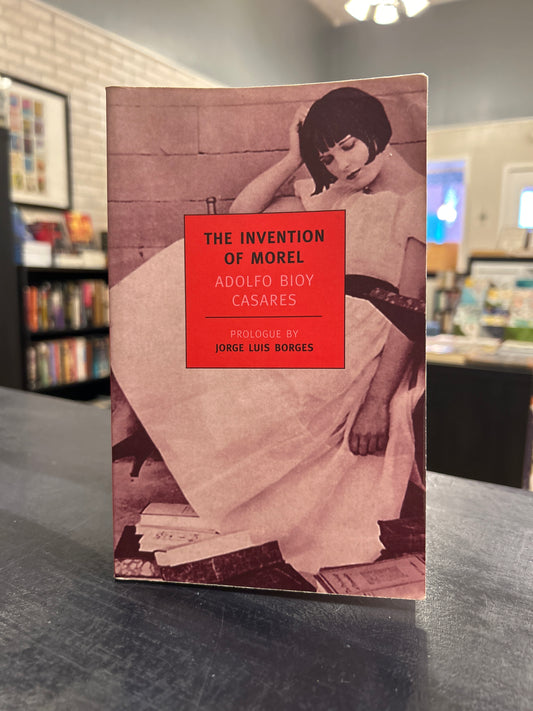 THE INVENTION
OF MOREL
ADOLFO BIOY
CASARES
PROLOGUE BY
JORGE LUIS BORGES